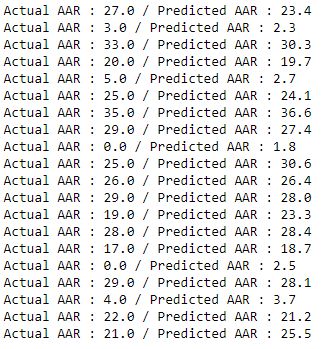 Actual AAR : 27.0 / Predicted AAR : 23.4
Actual AAR : 3.0 / Predicted AAR : 2.3
Actual AAR : 33.0 / Predicted AAR : 30.3
Actual AAR : 20.0 / Predicted AAR : 19.7
Actual AAR : 5.0 / Predicted AAR : 2.7
Actual AAR : 25.0 / Predicted AAR : 24.1
Actual AAR : 35.0 / Predicted AAR : 36.6
Actual AAR : 29.0 / Predicted AAR : 27.4
Actual AAR : 0.0 / Predicted AAR : 1.8
Actual AAR : 25.0 / Predicted AAR : 30.6
Actual AAR : 26.0 / Predicted AAR : 26.4
Actual AAR : 29.0 / Predicted AAR : 28.0
Actual AAR : 19.0 / Predicted AAR : 23.3
Actual AAR : 28.0 / Predicted AAR : 28.4
Actual AAR : 17.0 / Predicted AAR : 18.7
Actual AAR : 0.0 / Predicted AAR : 2.5
Actual AAR : 29.0 / Predicted AAR : 28.1
Actual AAR : 4.0 / Predicted AAR : 3.7
Actual AAR : 22.0 / Predicted AAR : 21.2
Actual AAR : 21.0 / Predicted AAR : 25.5